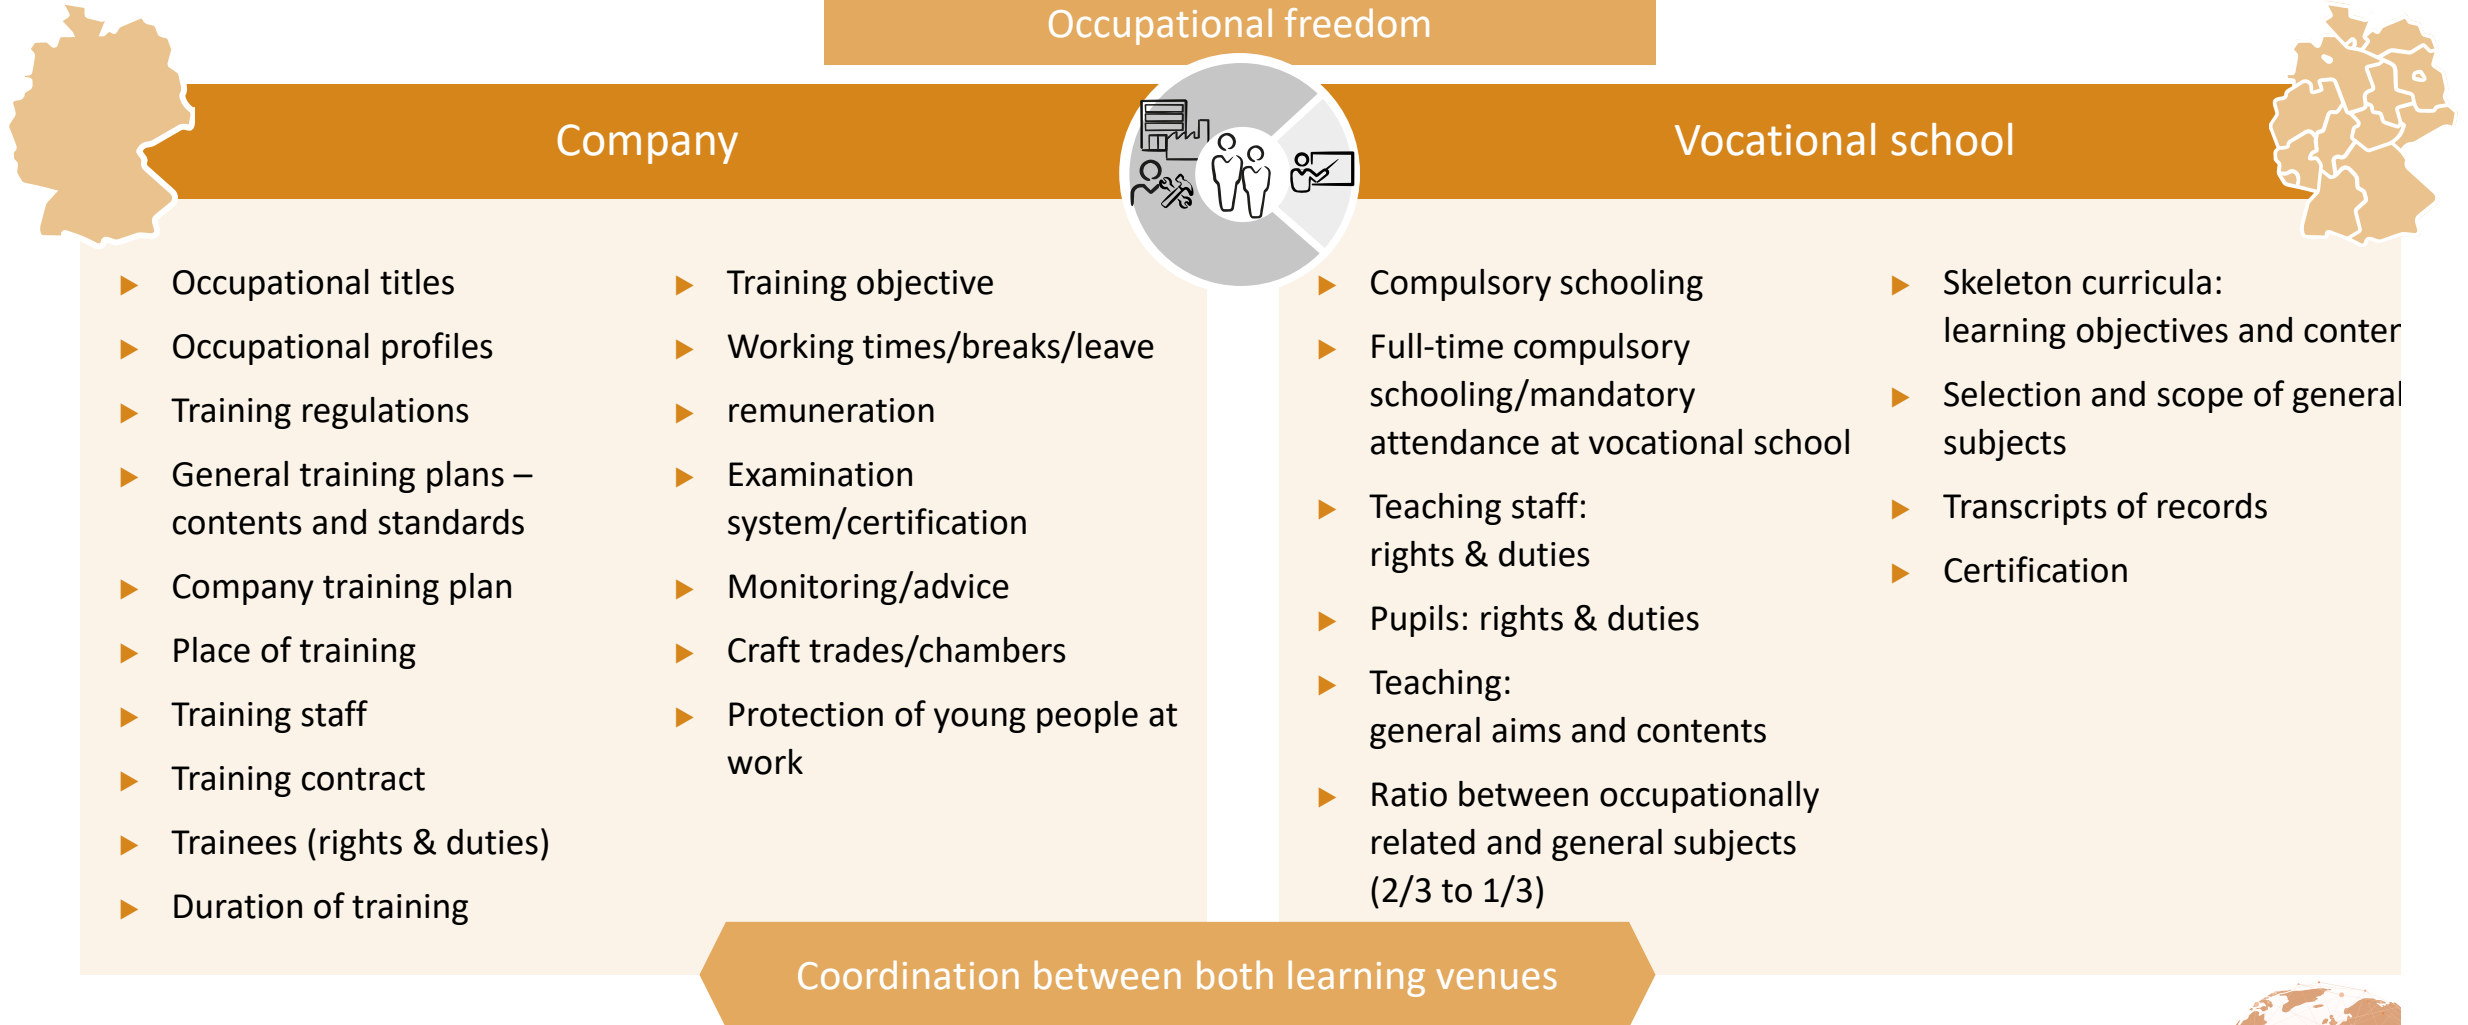 Occupational freedom
Company
Occupational titles
Occupational profiles
Training regulations
General training plans –
contents and standards
Company training plan
Place of training
Training staff
Training contract
Trainees (rights & duties)
Duration of training
Training objective
Working times/breaks/leave
remuneration
Examination
system/certification
Monitoring/advice
Craft trades/chambers
Protection of young people at
work
Vocational school
Compulsory schooling
Full-time compulsory
schooling/mandatory
attendance at vocational school
Teaching staff:
rights & duties
Pupils: rights & duties
Teaching:
general aims and contents
Ratio between occupationally
related and general subjects
(2/3 to 1/3)
Skeleton curricula:
learning objectives and
Selection and scope of general
subjects
Transcripts of records
Certification
Coordination between both learning venues